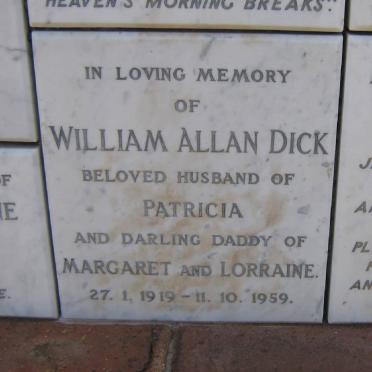 HEAVEN'S MORNING BREAKS".
IN LOVING MEMORY
OF
WILLIAM ALLAN DICK
BELOVED HUSBAND OF
PATRICIA
AND DARLING DADDY OF
MARGARET AND LORRAINE.
27. 1. 1919 – 11. 10. 1959.
OF